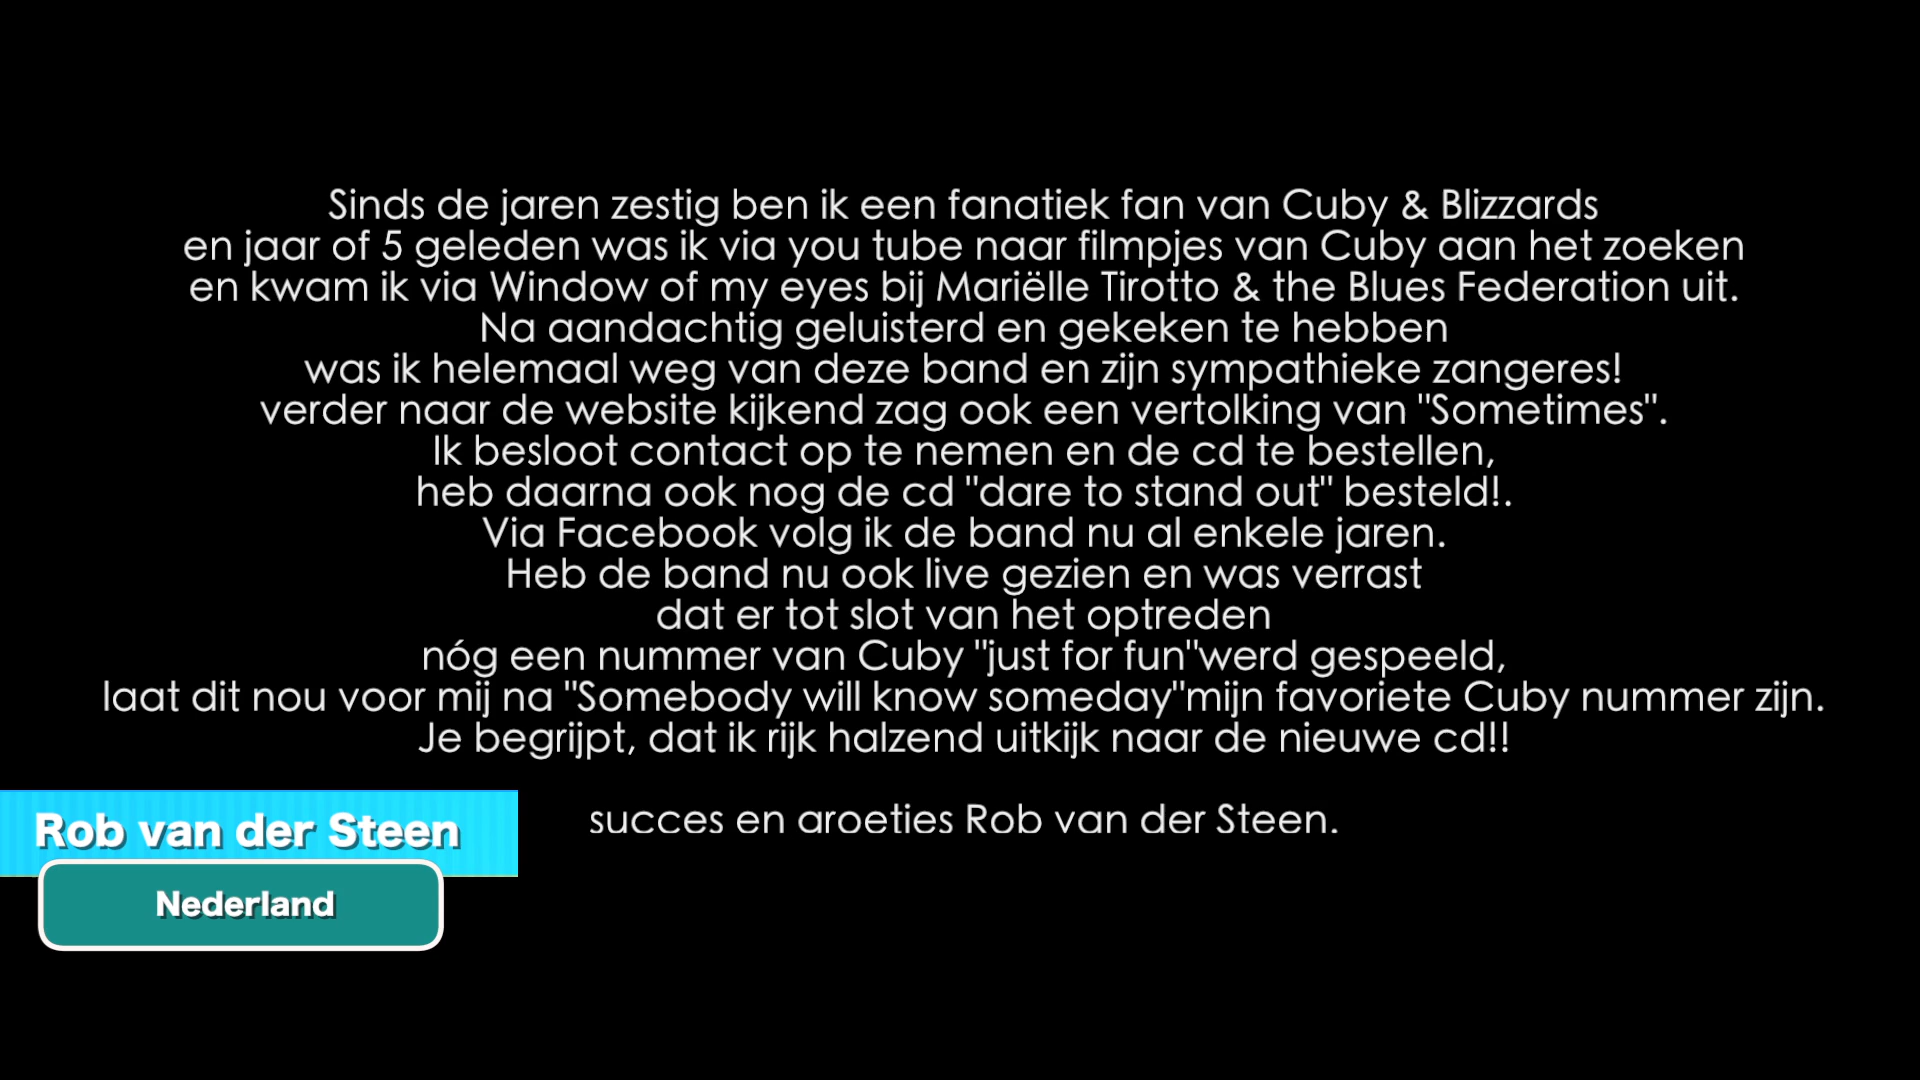 Sinds de jaren zestig ben ik een fanatiek fan van Cuby & Blizzards
en jaar of 5 geleden was ik via you tube naar filmpjes van Cuby aan het zoeken
en kwam ik via Window of my eyes bij Mariëlle Tirotto & the Blues Federation uit.
Na aandachtig geluisterd en gekeken te hebben
was ik helemaal weg van deze band en zijn sympathieke zangeres!
verder naar de website kijkend zag ook een vertolking van "Sometimes".
Ik besloot contact op te nemen en de cd te bestellen,
heb daarna ook nog de cd "dare to stand out" besteld!.
Via Facebook volg ik de band nu al enkele jaren.
Heb de band nu ook live gezien en was verrast
dat er tot slot van het optreden
nóg een nummer van Cuby "just for fun"werd gespeeld,
laat dit nou voor mij na "Somebody will know someday"mijn favoriete Cuby nummer zijn.
Je begrijpt, dat ik rijk halzend uitkijk naar de nieuwe cd!!
succes en groeties Rob van der Steen.
Rob van der Steen
Nederland